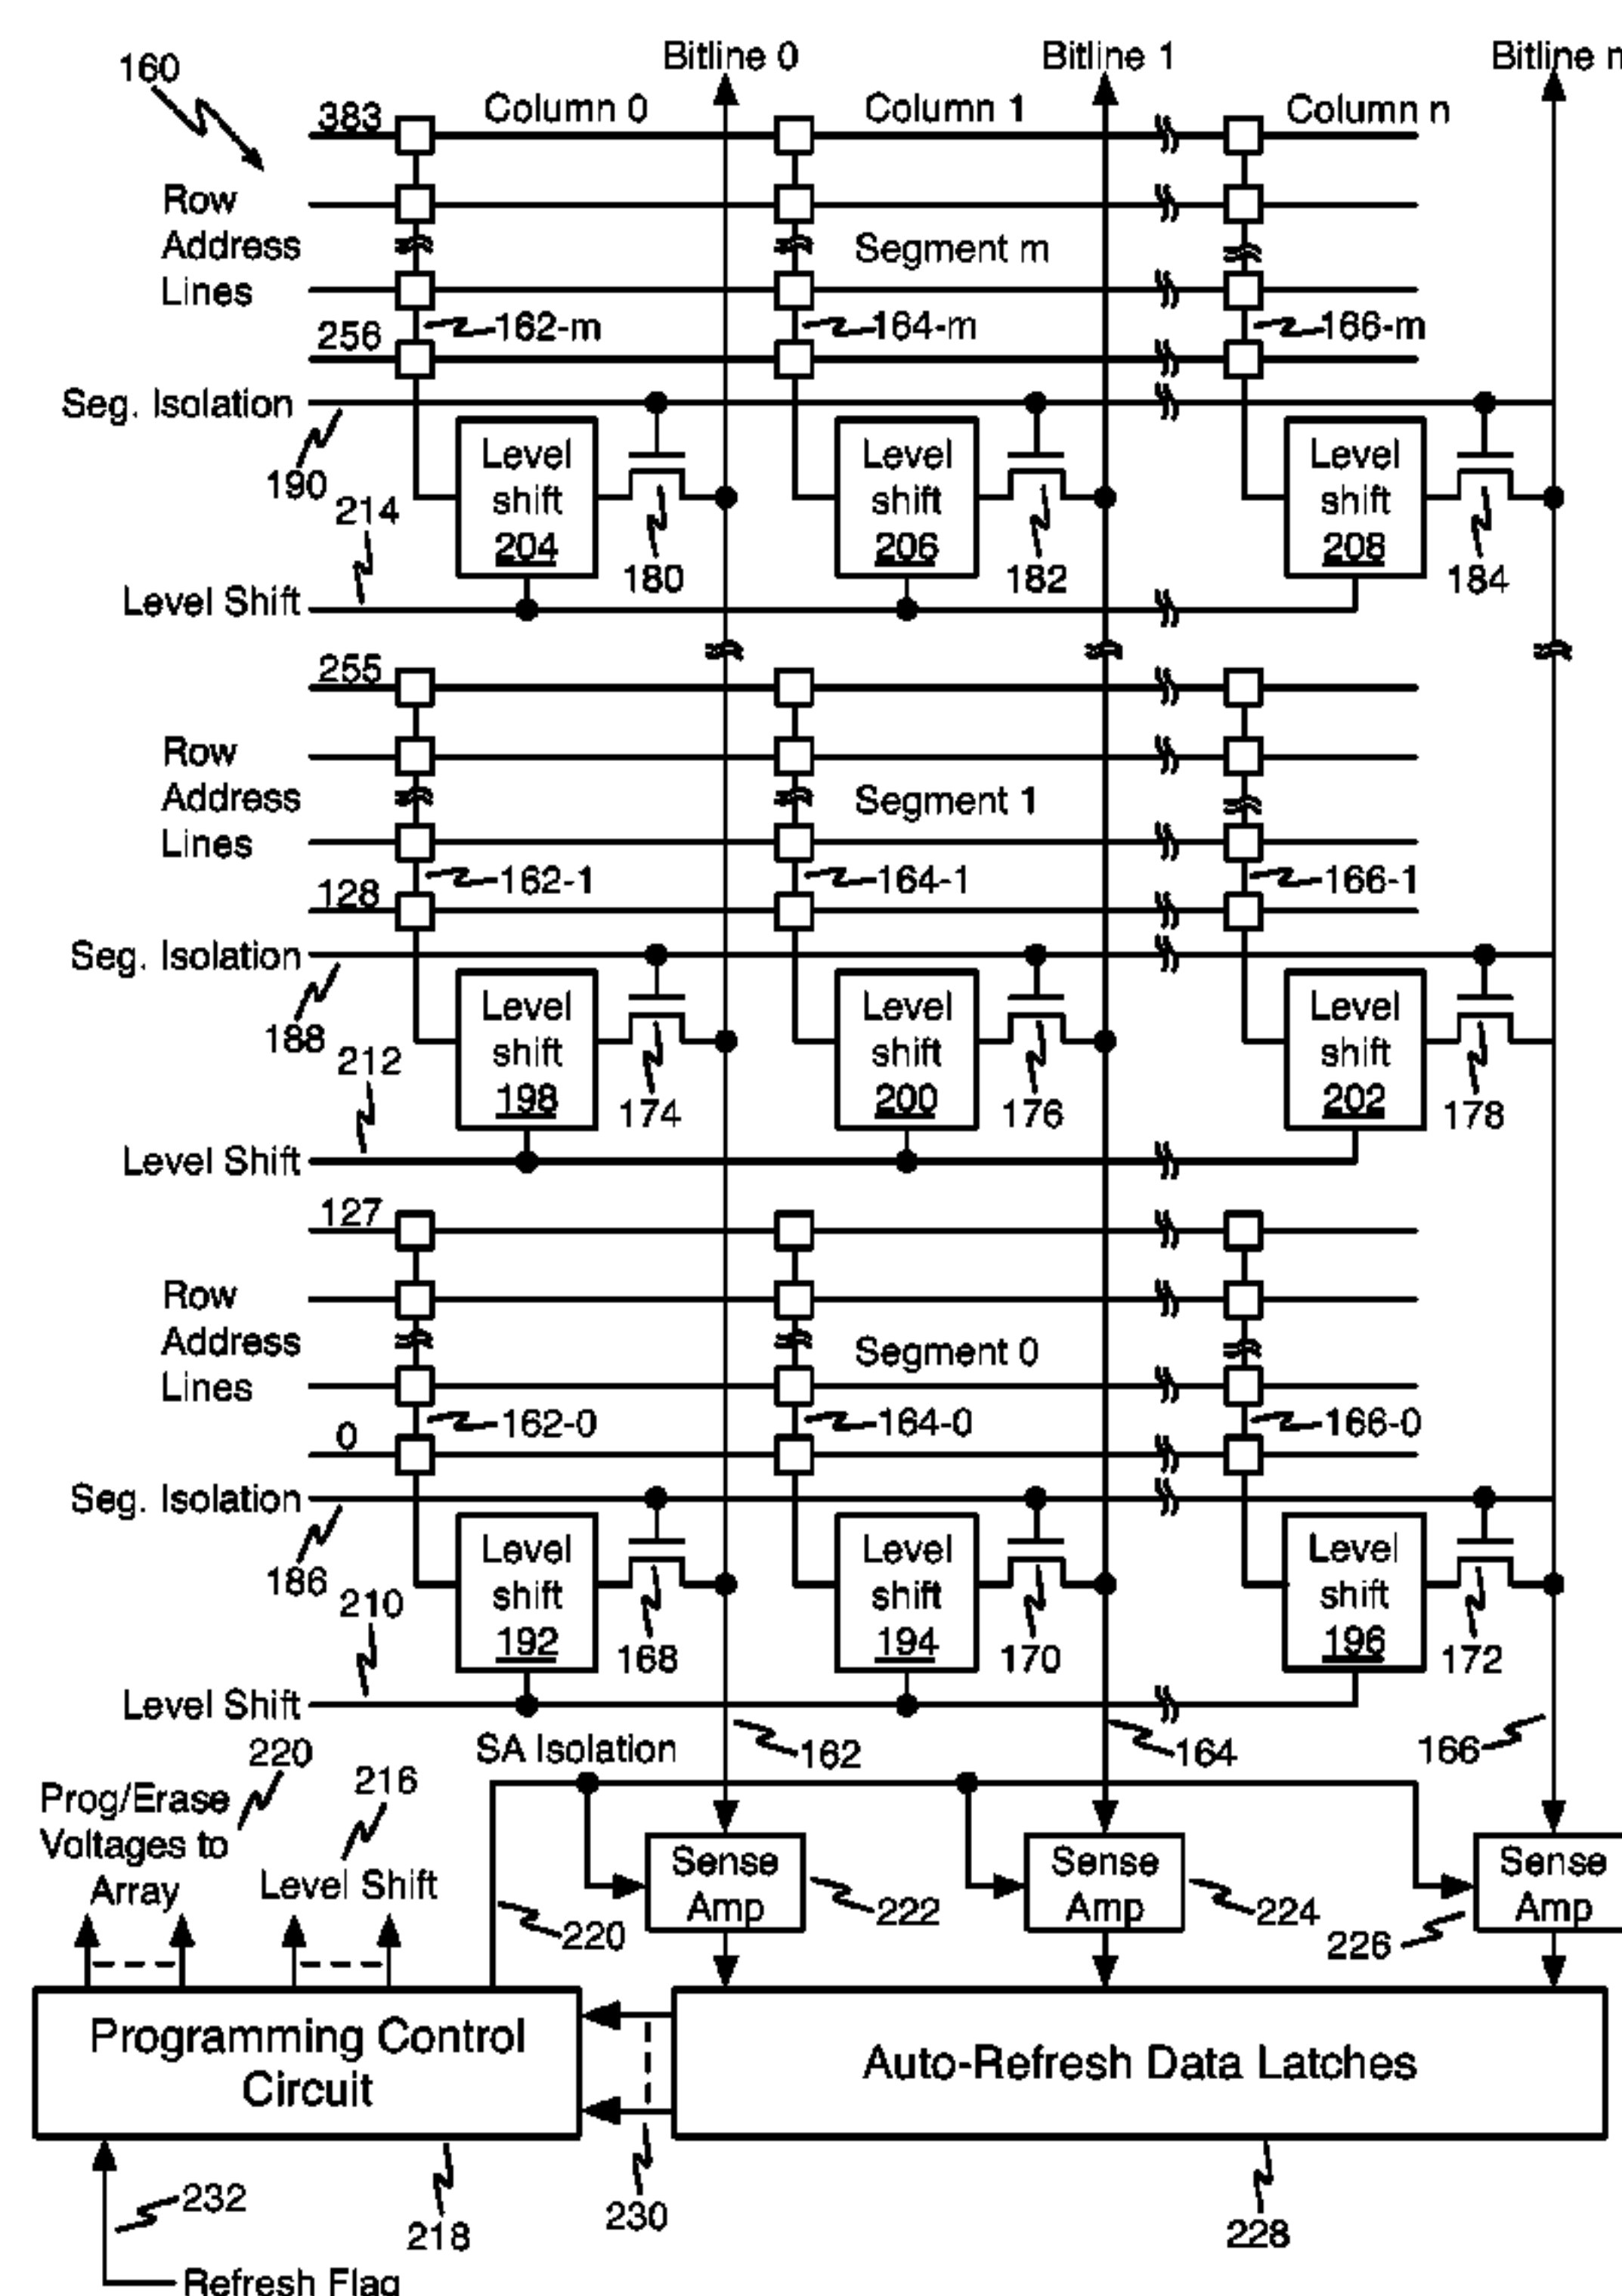 Bitline 0
Bitline 1
Bitline n
160
383
Column 0
Column 1
Column n
Row
Address
Lines
Segment m
162-m
164-m
166-m
256
Seg. Isolation
190
Level
shift
204
Level
shift
206
Level
shift
208
180
182
184
214
Level Shift
255
Row
Address
Lines
Segment 1
162-1
164-1
166-1
128
Seg. Isolation
188
Level
shift
198
Level
shift
200
Level
shift
202
174
176
178
212
Level Shift
127
Row
Address
Lines
Segment 0
162-0
164-0
166-0
0
Seg. Isolation
186
Level
shift
192
Level
shift
194
Level
shift
196
168
170
172
210
Level Shift
162
164
166
SA Isolation
220
Prog/Erase
Voltages to
Array
216
Level Shift
220
Sense
Amp
222
Sense
Amp
224
Sense
Amp
226
Programming Control
Circuit
Auto-Refresh Data Latches
232
218
230
228
Refresh Flag